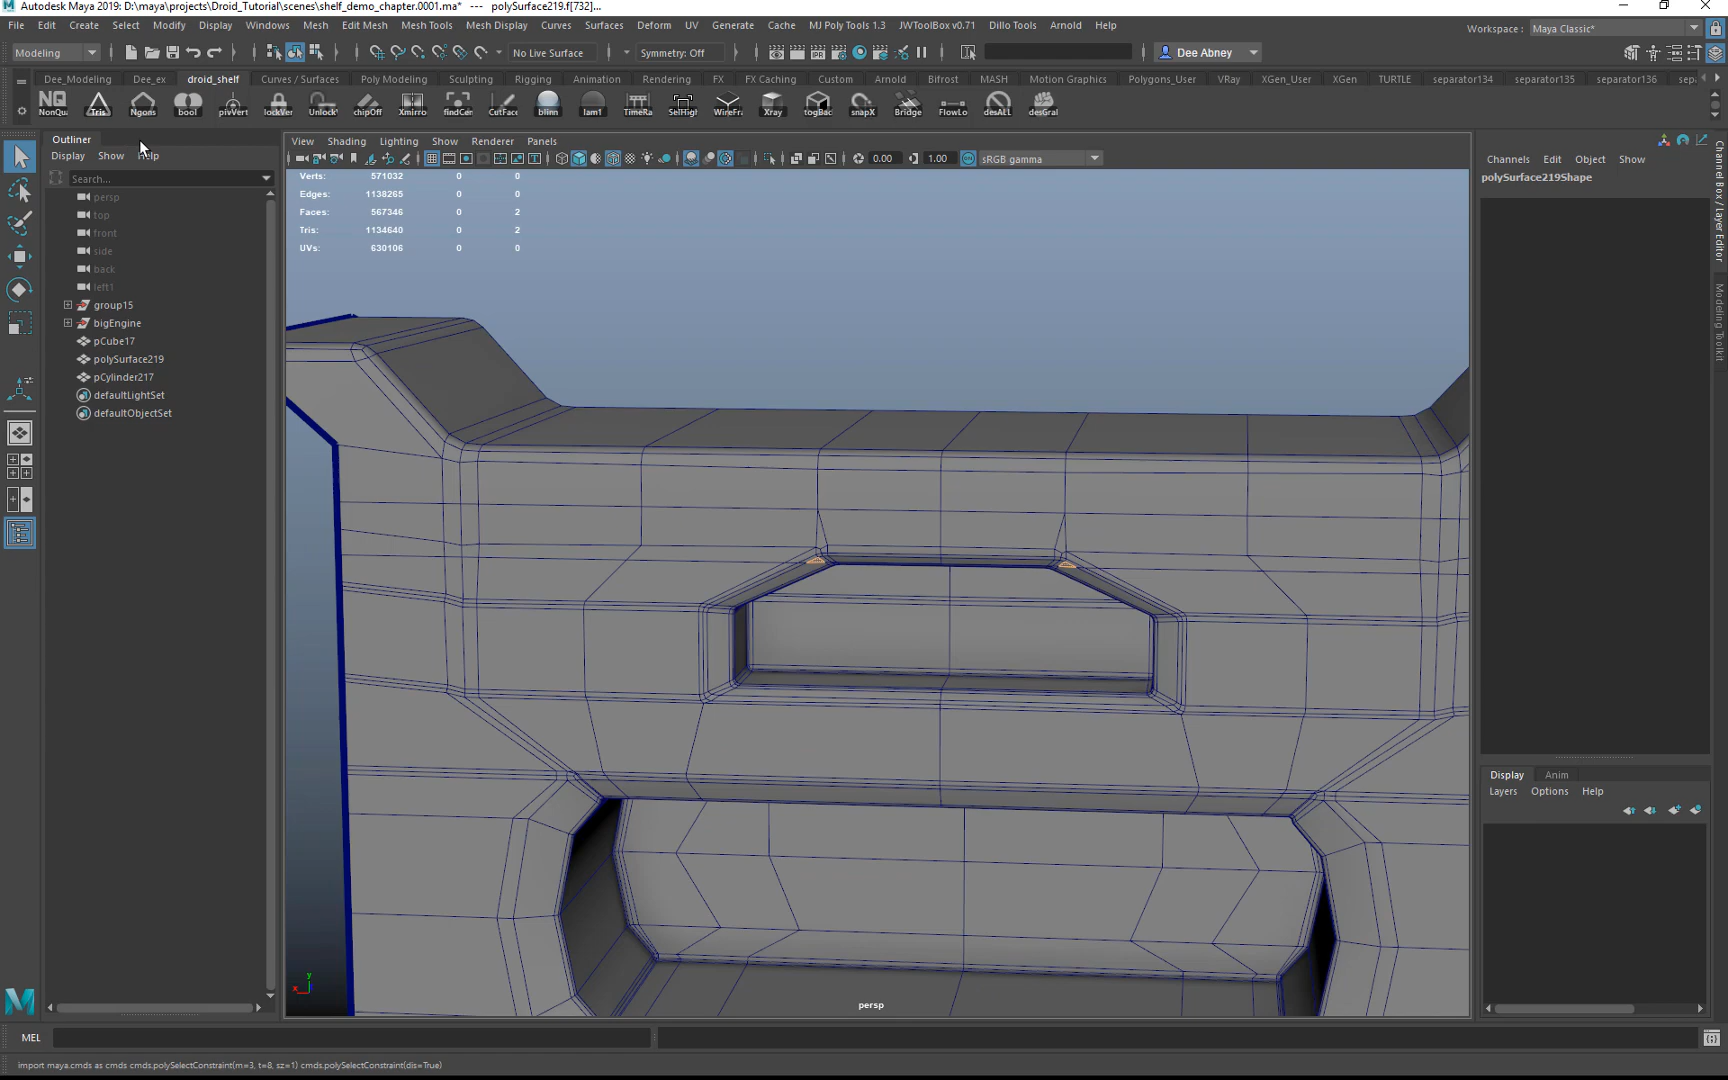 Autodesk Maya 2019: D:\maya\projects\Droid_Tutorial\scenes\shelf_demo_chapter.0001.ma* --- polySurface219.f[732]...
File Edit Create Select Modify Display Windows Mesh Edit Mesh Mesh Tools Mesh Display Curves Surfaces Deform UV Generate Cache MJ Poly Tools 1.3 JWToolBox v0.71 Dillo Tools Arnold Help
Workspace : Maya Classic*
Modeling No Live Surface Symmetry: Off Dee Abney
Dee_Modeling Dee_ex droid_shelf Curves / Surfaces Poly Modeling Sculpting Rigging Animation Rendering FX FX Caching Custom Arnold Bifrost MASH Motion Graphics Polygons_User VRay XGen_User XGen TURTLE separator134 separator135 separator136 sep
NQ
NonQu Tris Ngons bool pivVert lockVer Unlock chipOff Xmirro findCen CutFace blinn lam1 TimeRa SelHigl WireFr Xray togBac snapX Bridge FlowLo desALL desGral
Outliner
Display Show Help
Search...
persp
top
front
side
back
left1
group15
bigEngine
pCube17
polySurface219
pCylinder217
defaultLightSet
defaultObjectSet
View Shading Lighting Show Renderer Panels
0.00 1.00 sRGB gamma
Verts: 571032 0 0
Edges: 1138265 0 0
Faces: 567346 0 2
Tris: 1134640 0 2
UVs: 630106 0 0
y
x
persp
Channels Edit Object Show
polySurface219Shape
Channel Box / Layer Editor
Modeling Toolkit
Display Anim
Layers Options Help
MEL
import maya.cmds as cmds cmds.polySelectConstraint(m=3, t=8, sz=1) cmds.polySelectConstraint(dis=True)